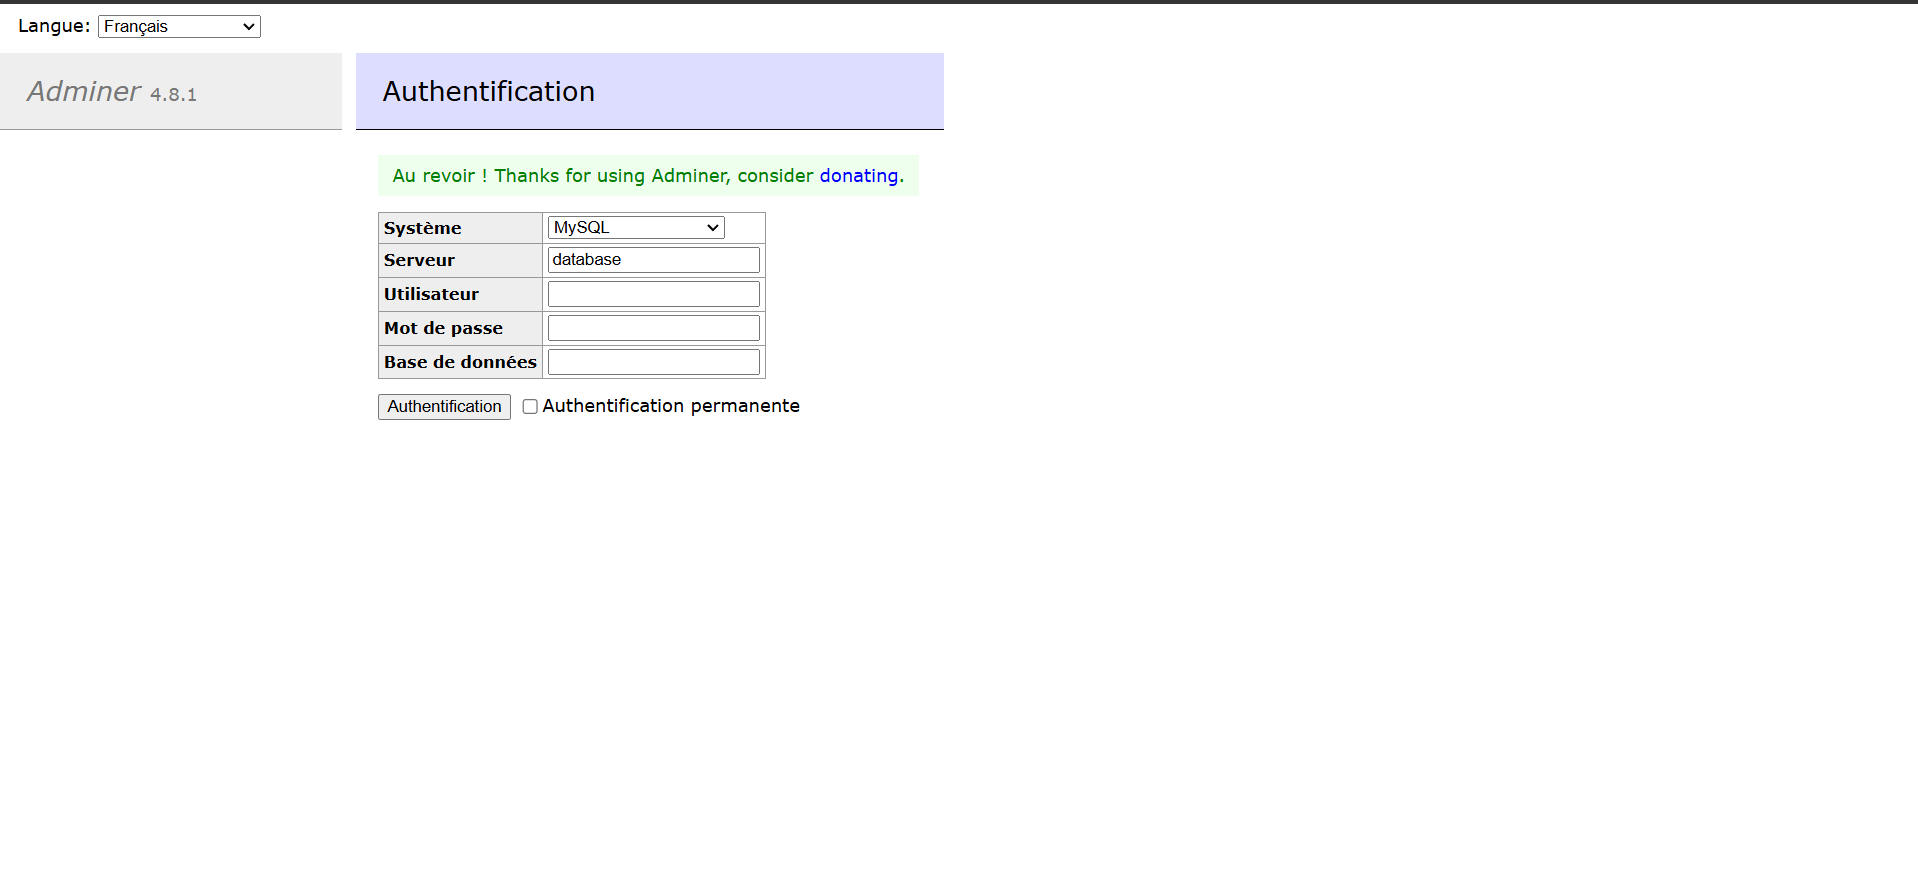 Langue: Français
Adminer 4.8.1
Authentification
Au revoir ! Thanks for using Adminer, consider donating.
Système MySQL
Serveur database
Utilisateur
Mot de passe
Base de données
Authentification Authentification permanente